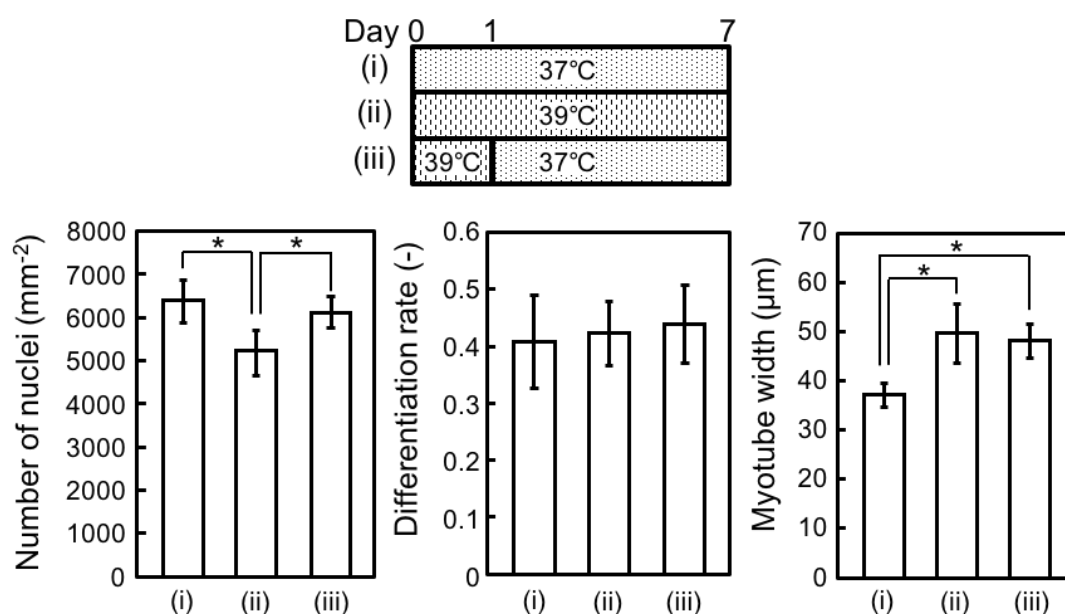 Day 0 1 7
(i) 37℃
(ii) 39℃
(iii) 39℃ 37℃
Number of nuclei (mm-2)
8000
7000
6000
5000
4000
3000
2000
1000
0
* *
(i) (ii) (iii)
Differentiation rate (-)
0.6
0.5
0.4
0.3
0.2
0.1
0
(i) (ii) (iii)
Myotube width (µm)
70
60
50
40
30
20
10
0
*
*
(i) (ii) (iii)